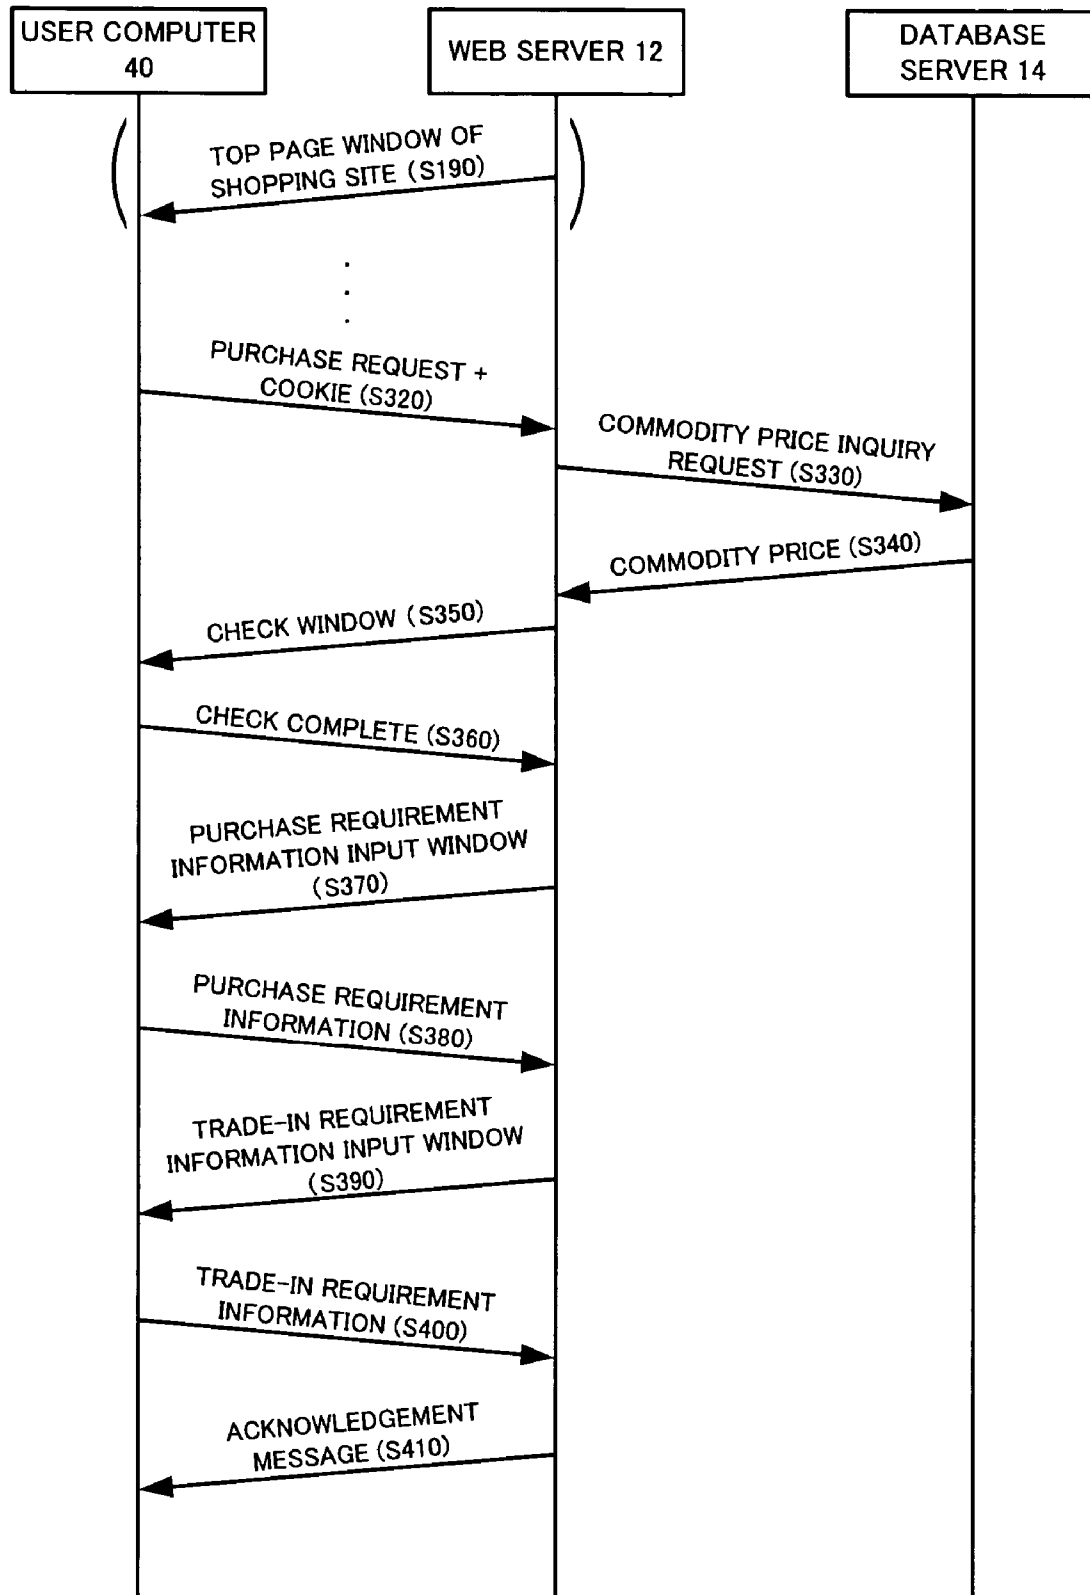 USER COMPUTER
40
WEB SERVER 12
DATABASE
SERVER 14
TOP PAGE WINDOW OF
SHOPPING SITE (S190)
PURCHASE REQUEST +
COOKIE (S320)
COMMODITY PRICE INQUIRY
REQUEST (S330)
COMMODITY PRICE (S340)
CHECK WINDOW (S350)
CHECK COMPLETE (S360)
PURCHASE REQUIREMENT
INFORMATION INPUT WINDOW
(S370)
PURCHASE REQUIREMENT
INFORMATION (S380)
TRADE-IN REQUIREMENT
INFORMATION INPUT WINDOW
(S390)
TRADE-IN REQUIREMENT
INFORMATION (S400)
ACKNOWLEDGEMENT
MESSAGE (S410)